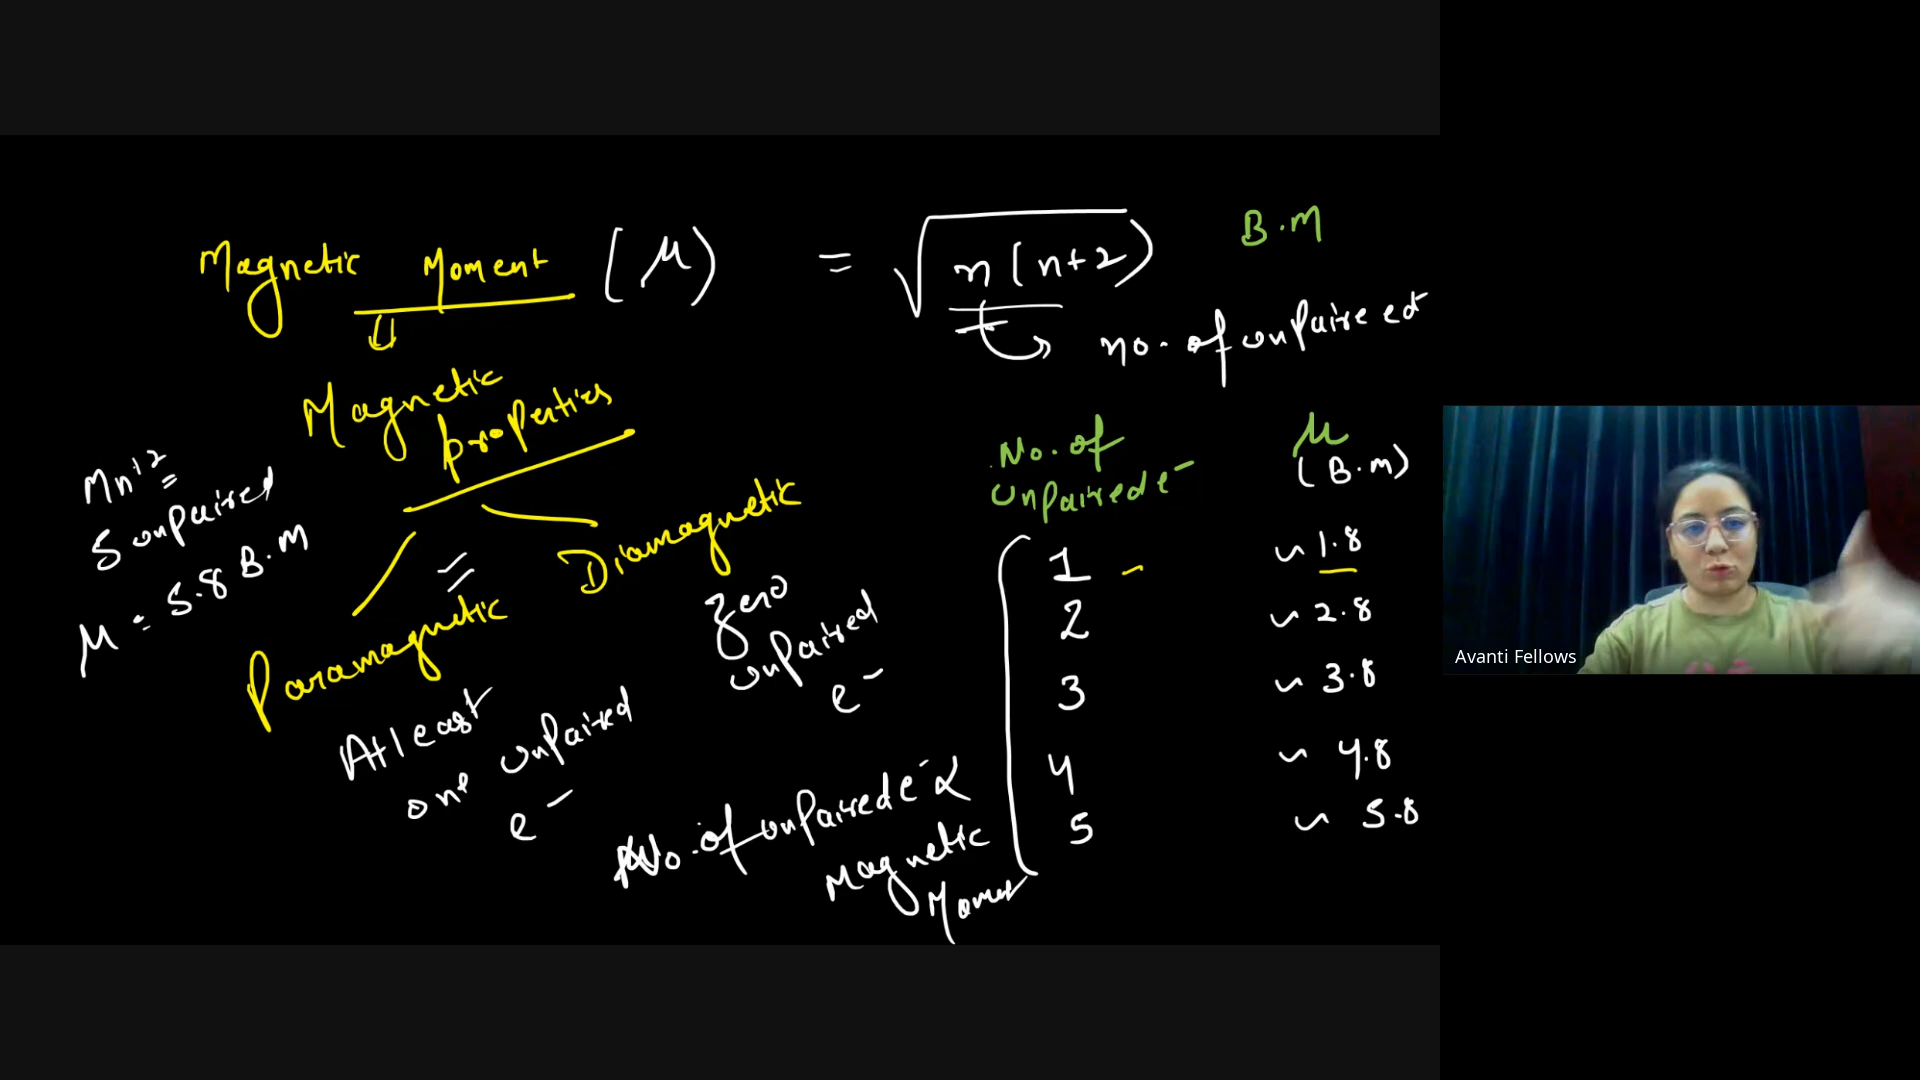 Magnetic Moment (μ) = √n(n+2) B.M
no. of unpaired e-
Magnetic
properties
Mn+2
5 unpaired
μ = 5.8 B.M
Paramagnetic
Atleast
one unpaired
e-
Diamagnetic
zero
unpaired
e-
No. of unpaired e- α
Magnetic
Moment
No. of
unpaired e-
μ
(B.m)
1 - ~ 1.8
2 ~ 2.8
3 ~ 3.8
4 ~ 4.8
5 ~ 5.8
Avanti Fellows